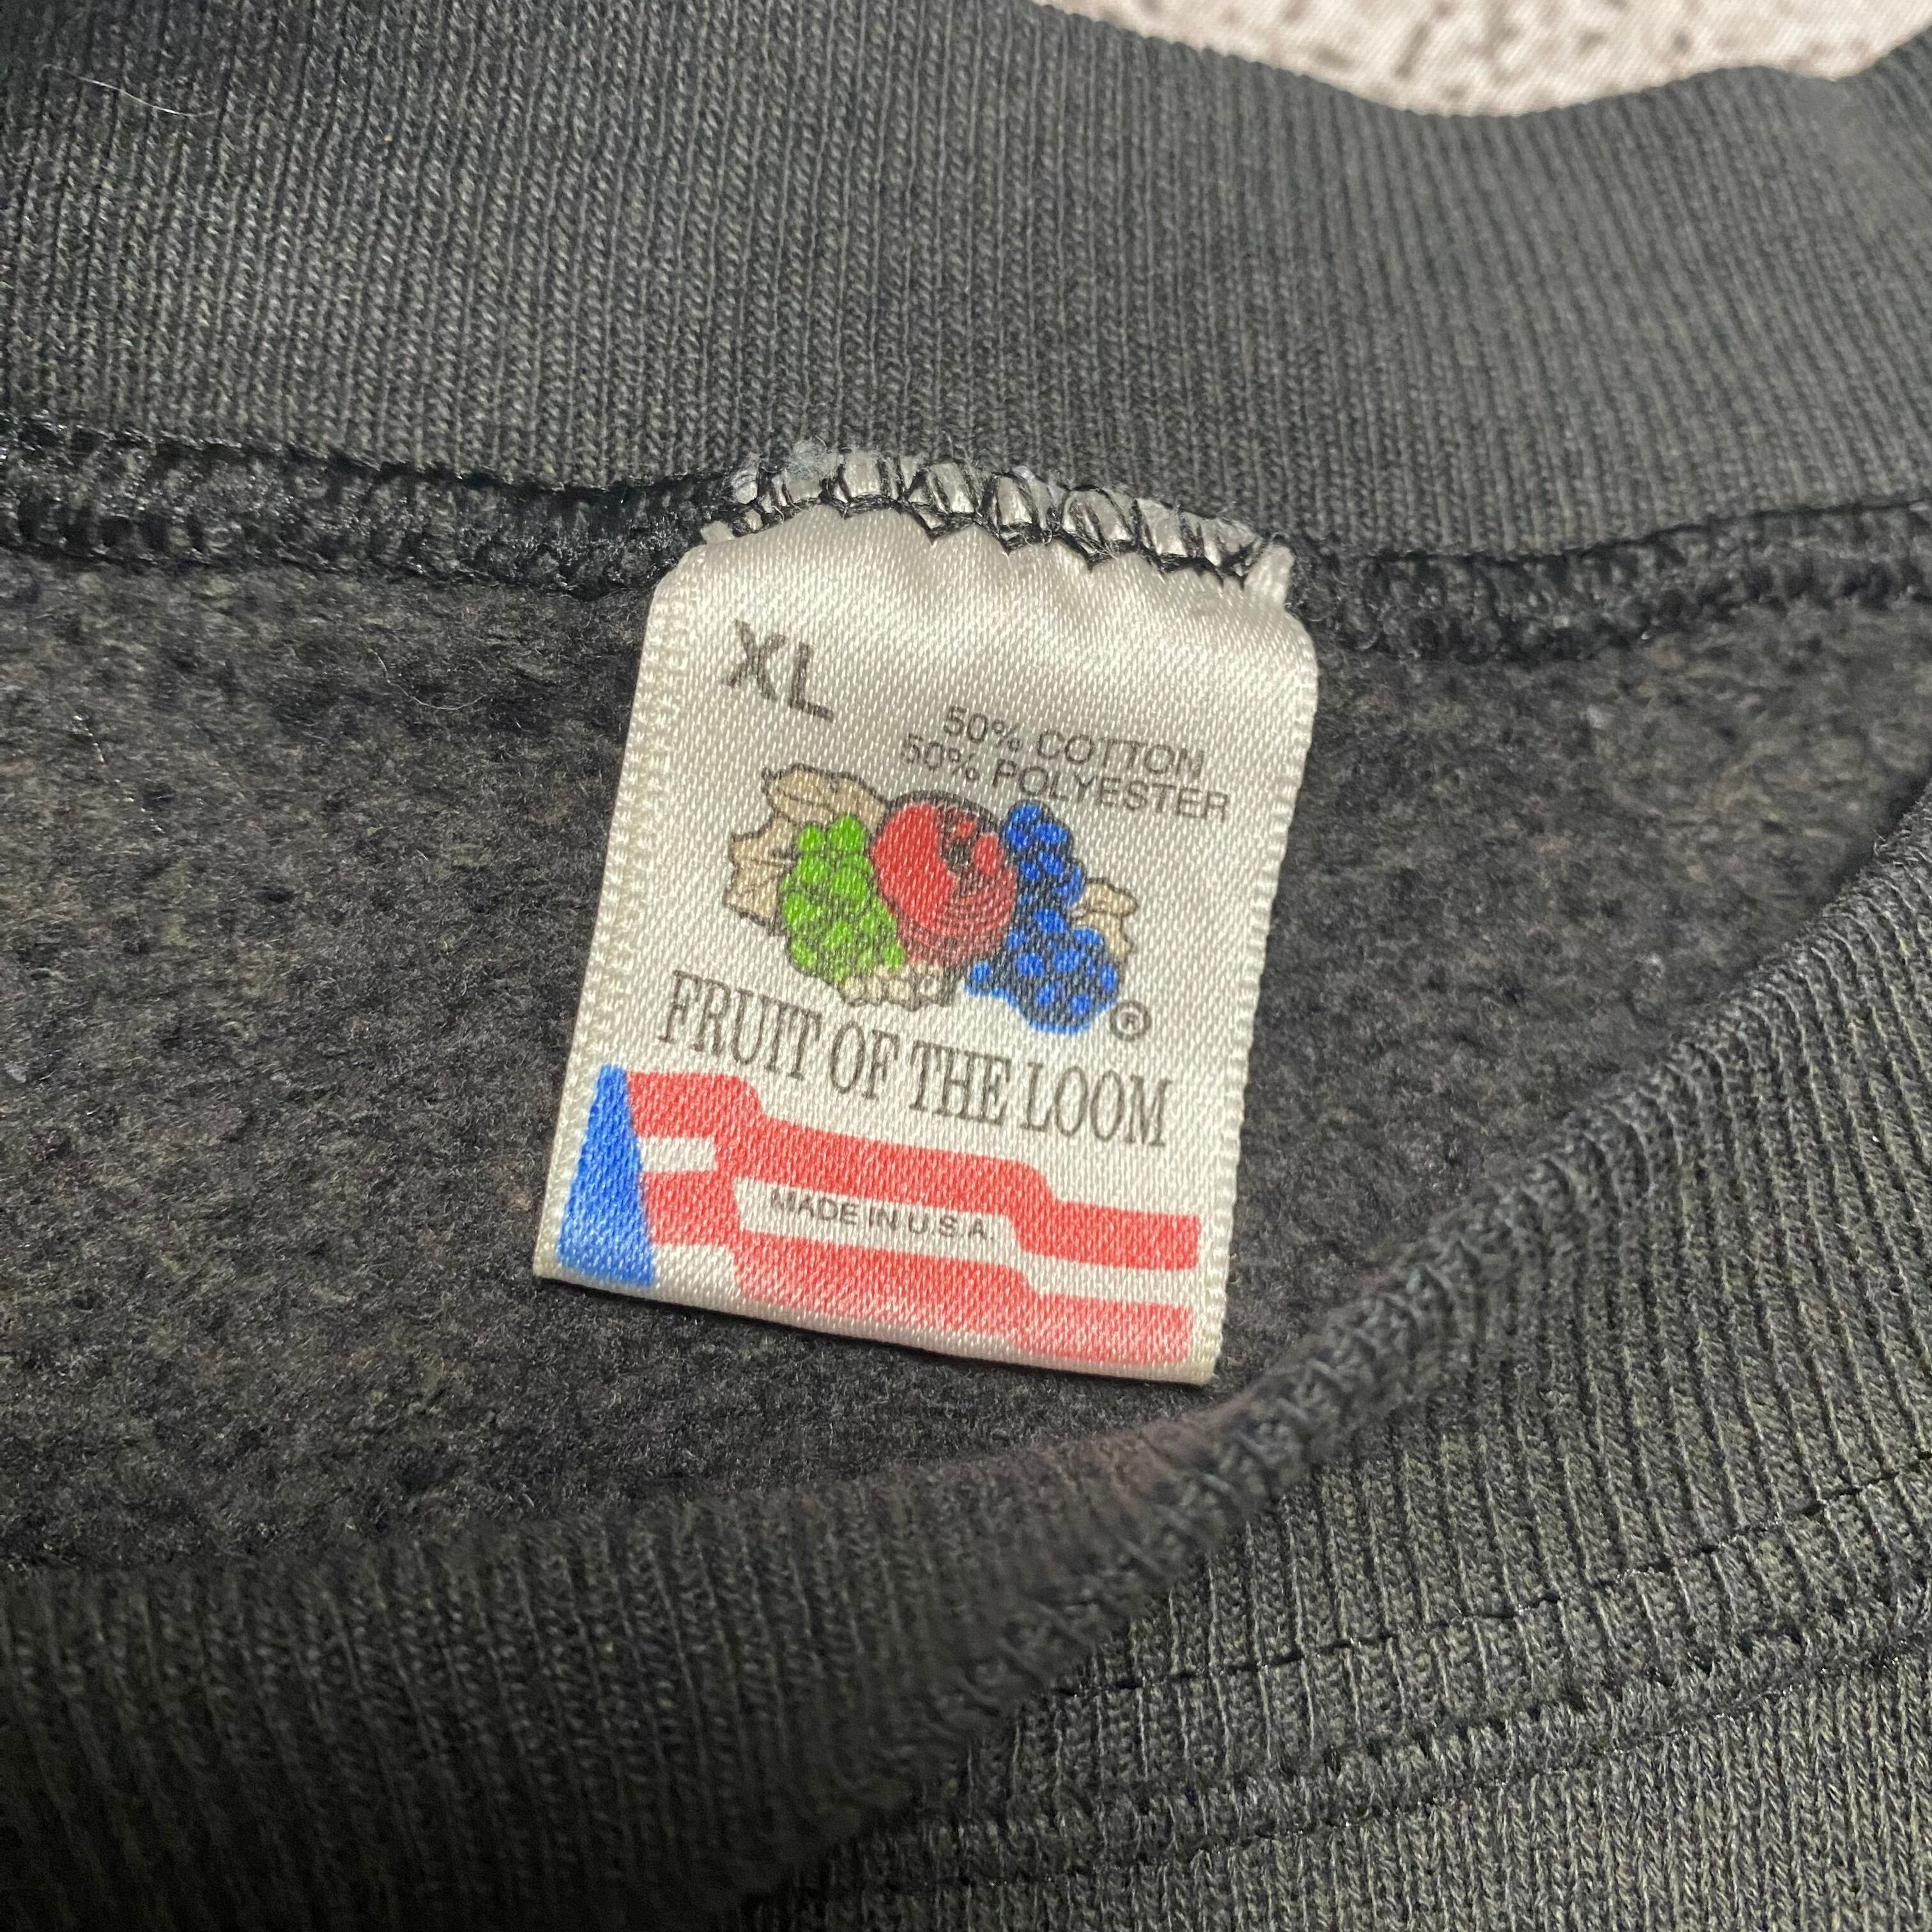 XL
50% COTTON
50% POLYESTER
®
FRUIT OF THE LOOM
MADE IN U.S.A.